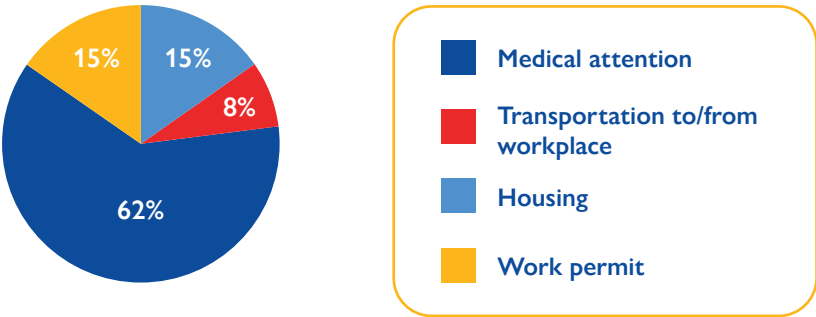 15%
15%
8%
62%
Medical attention
Transportation to/from
workplace
Housing
Work permit